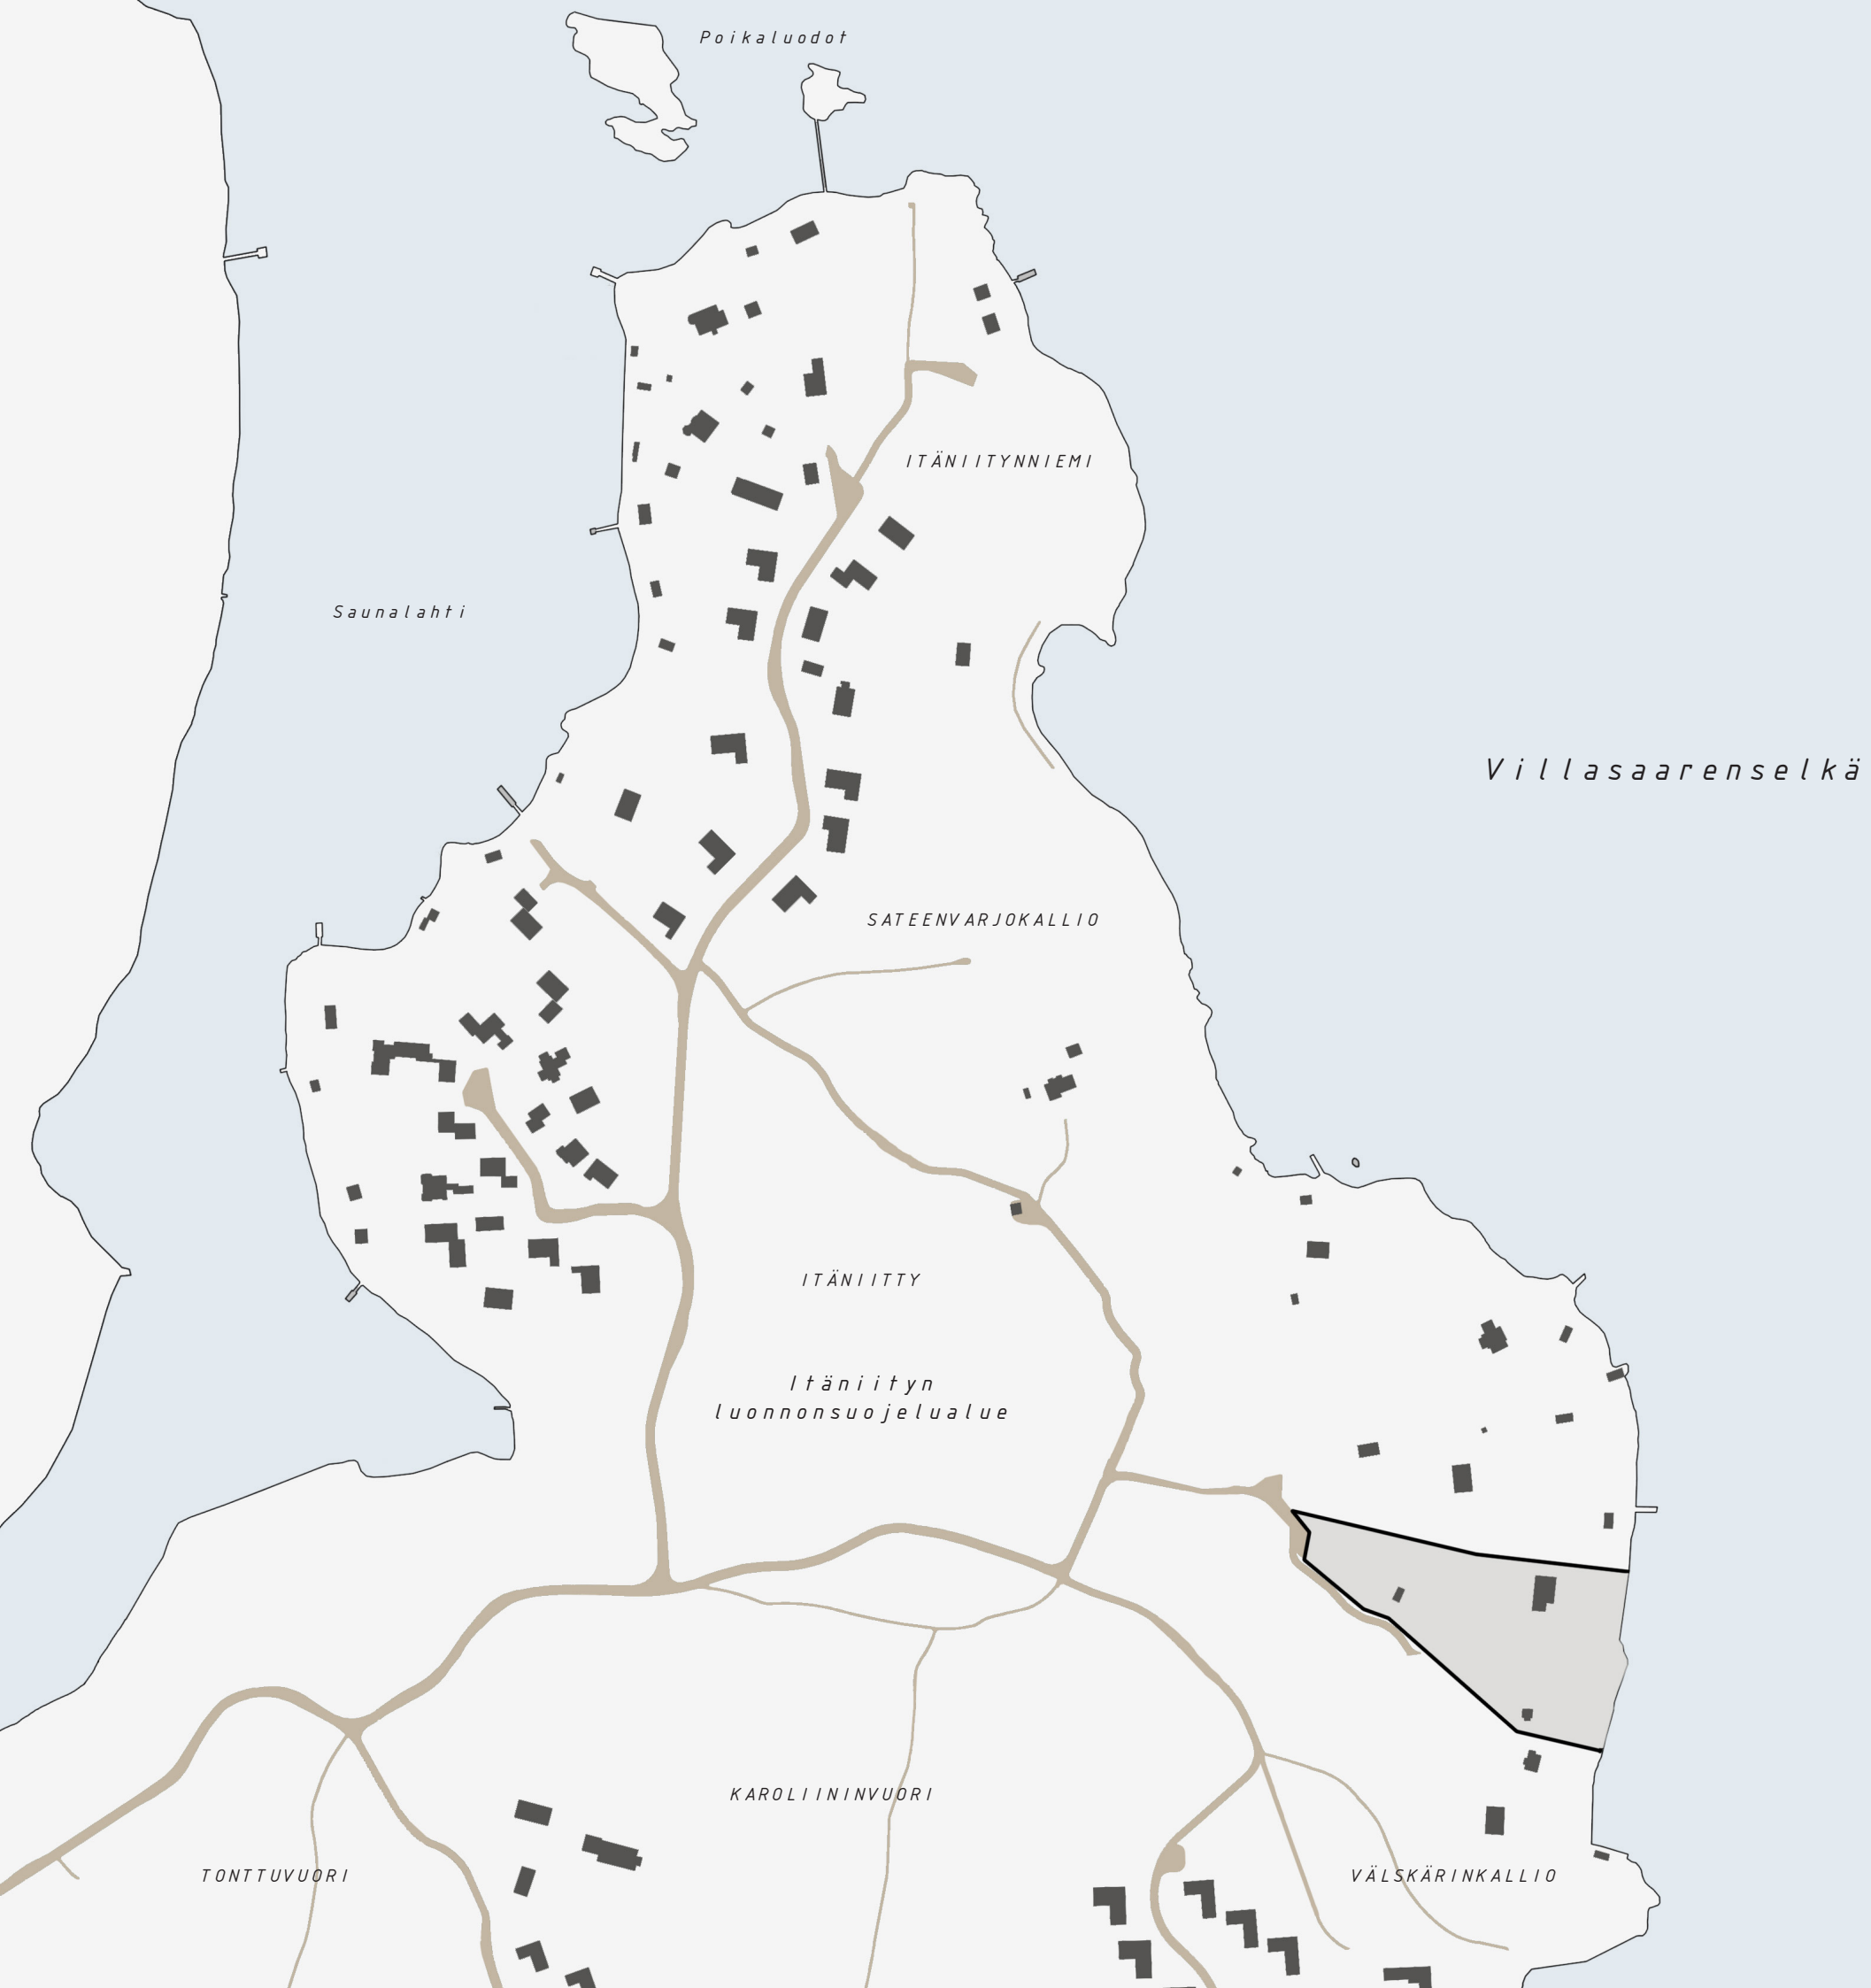 Poikaluodot
ITÄNIITYNNIEMI
Saunalahti
Villasaarenselkä
SATEENVARJOKALLIO
ITÄNIITTY
Itäniityn
luonnonsuojelualue
KAROLIININVUORI
TONTTUVUORI
VÄLSKÄRINKALLIO